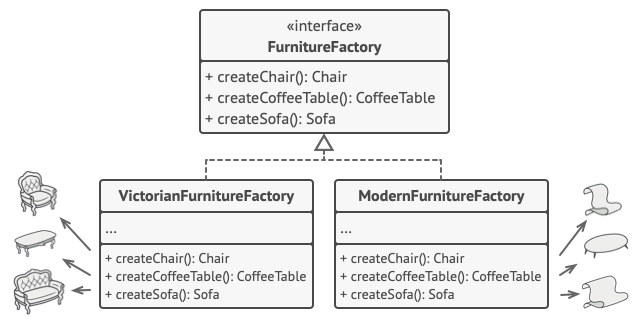 «interface»
FurnitureFactory
+ createChair(): Chair
+ createCoffeeTable(): CoffeeTable
+ createSofa(): Sofa
VictorianFurnitureFactory
...
+ createChair(): Chair
+ createCoffeeTable(): CoffeeTable
+ createSofa(): Sofa
ModernFurnitureFactory
...
+ createChair(): Chair
+ createCoffeeTable(): CoffeeTable
+ createSofa(): Sofa